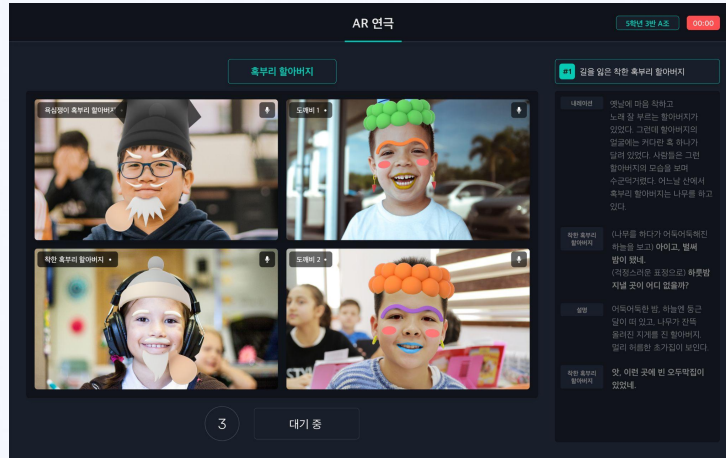 AR 연극
5학년 3반 A조
00:00
혹부리 할아버지
욕심쟁이 혹부리 할아버지
도깨비 1
착한 혹부리 할아버지
도깨비 2
3
대기 중
#1 길을 잃은 착한 혹부리 할아버지
내레이션
옛날에 마음 착하고
노래 잘 부르는 할아버지가
있었다. 그런데 할아버지의
얼굴에는 커다란 혹 하나가
달려 있었다. 사람들은 그런
할아버지의 모습을 보며
수군덕거렸다. 어느날 산에서
혹부리 할아버지는 나무를 하고
있다.
착한 혹부리
할아버지
(나무를 하다가 어둑어둑해진
하늘을 보고) 아이고, 벌써
밤이 됐네.
(걱정스러운 표정으로) 하룻밤
지낼 곳이 어디 없을까?
설명
어둑어둑한 밤, 하늘엔 둥근
달이 떠 있고, 나무가 잔뜩
올려진 지게를 진 할아버지.
멀리 허름한 초가집이 보인다.
착한 혹부리
할아버지
앗, 이런 곳에 빈 오두막집이
있었네.